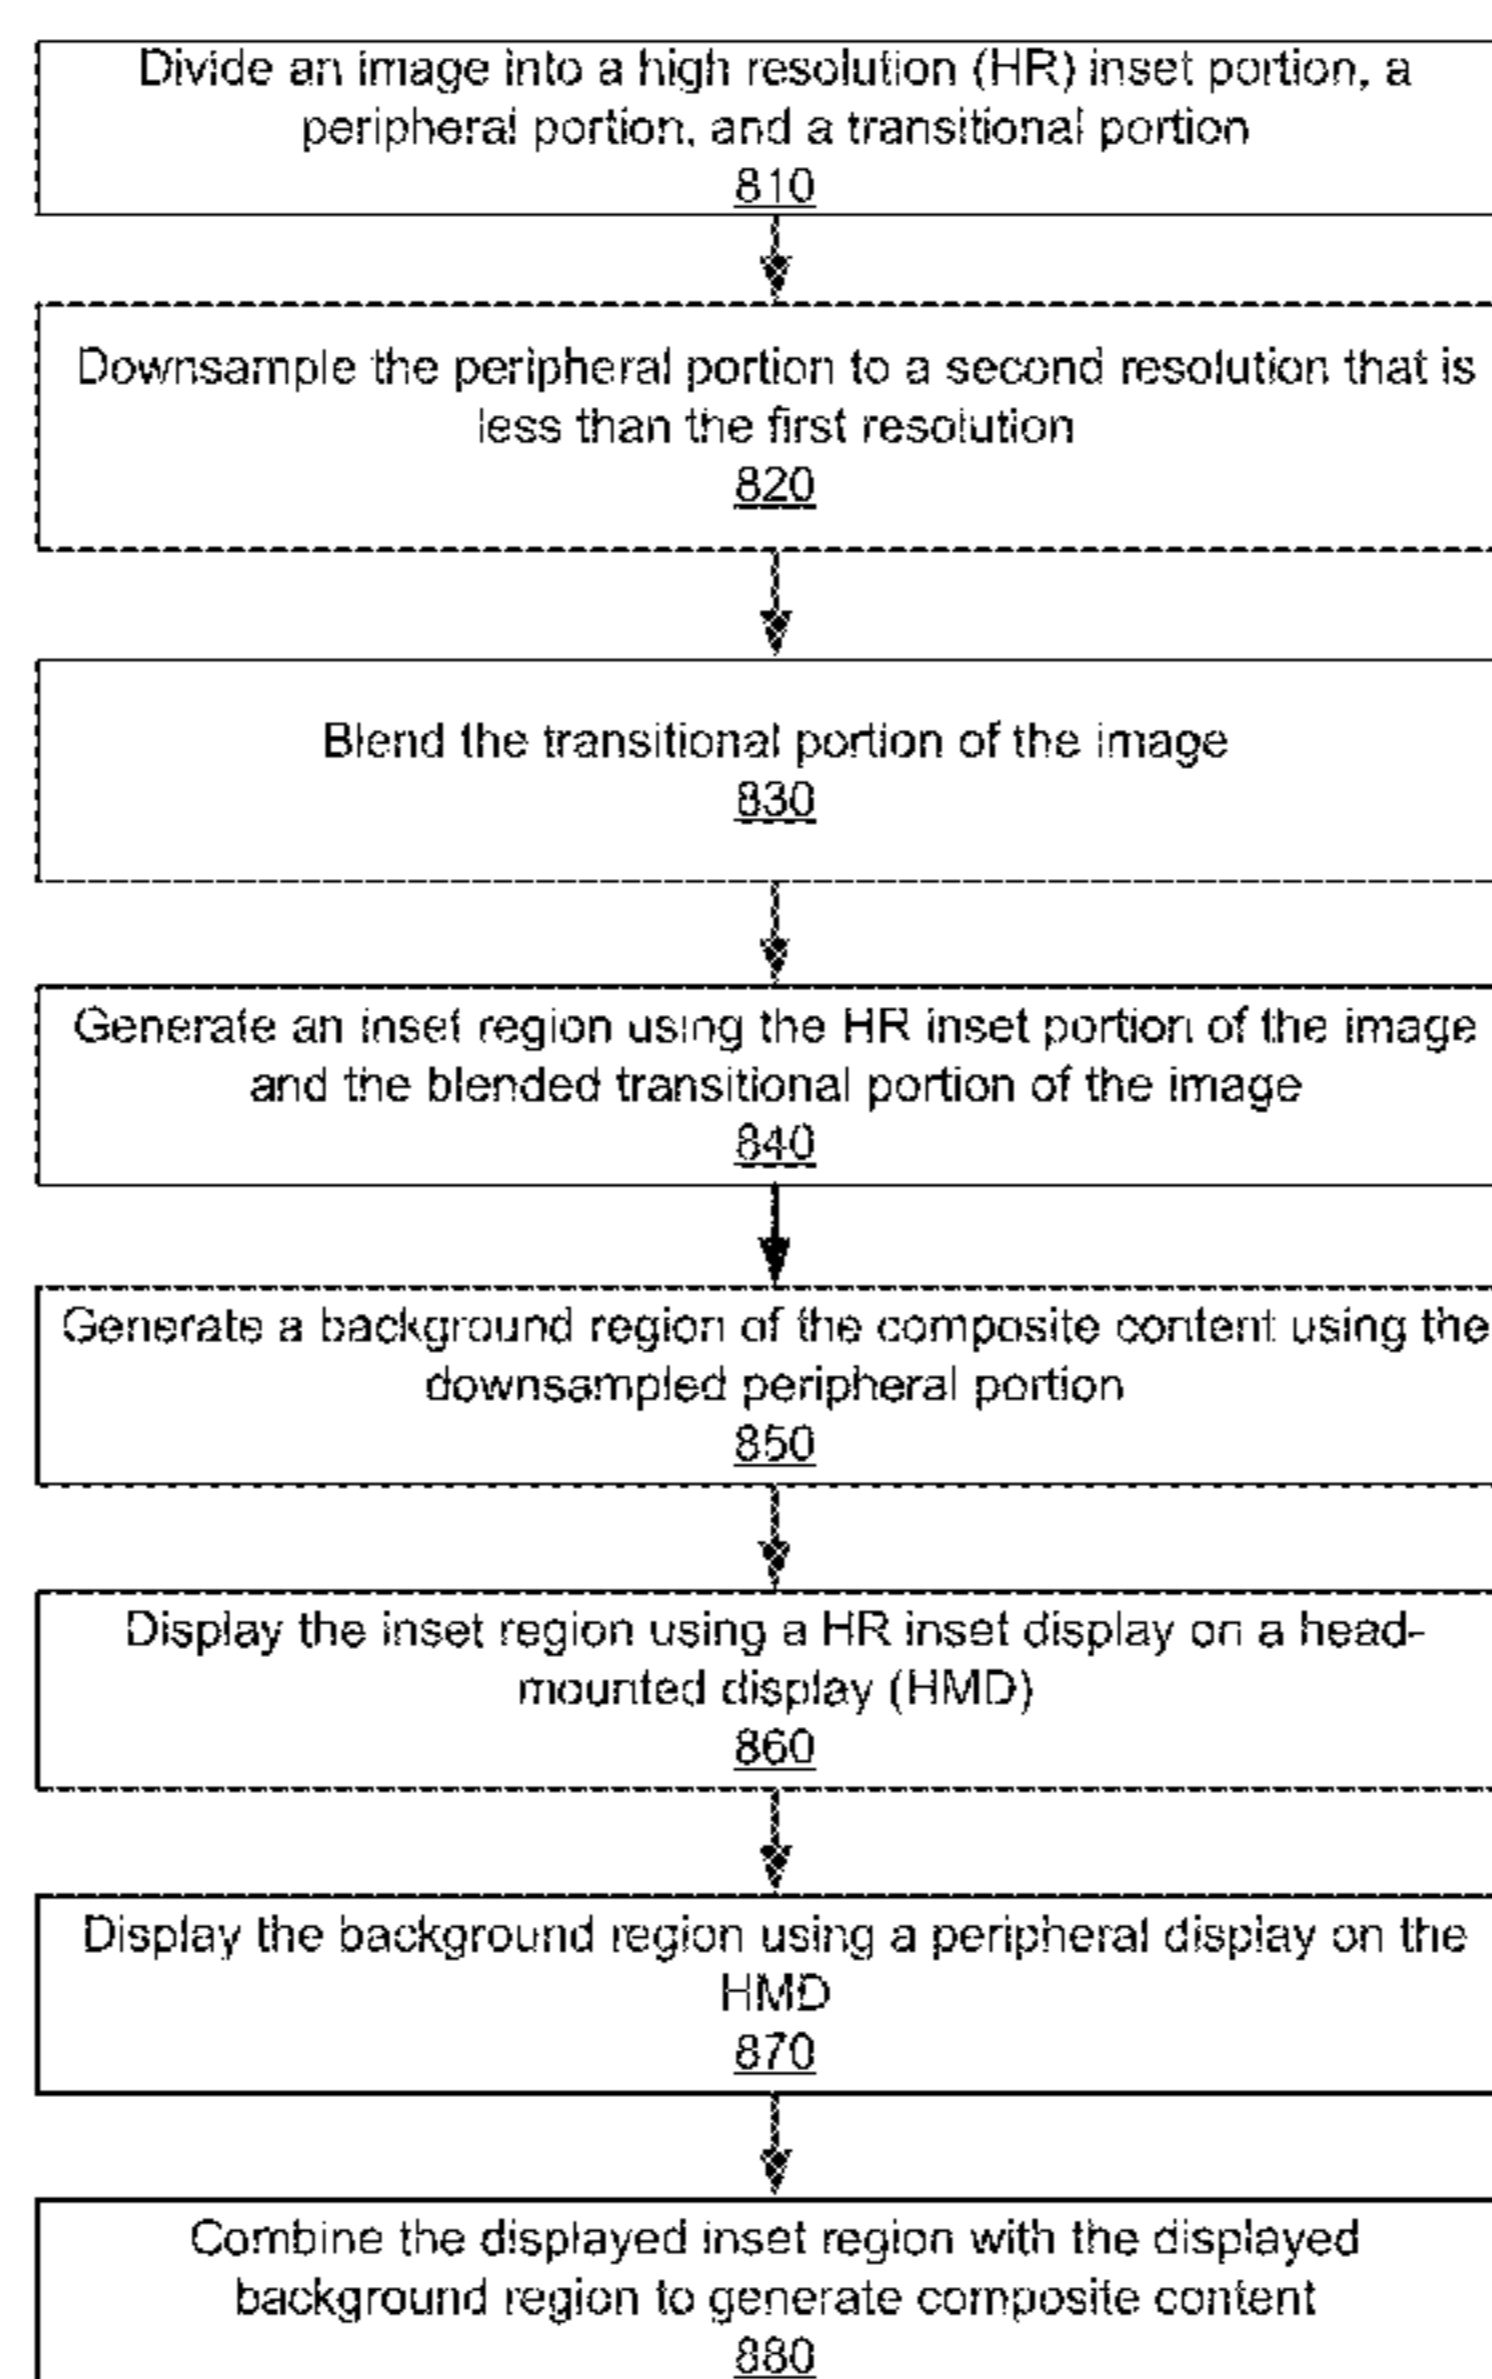 Divide an image into a high resolution (HR) inset portion, a
peripheral portion, and a transitional portion
810
Downsample the peripheral portion to a second resolution that is
less than the first resolution
820
Blend the transitional portion of the image
830
Generate an inset region using the HR inset portion of the image
and the blended transitional portion of the image
840
Generate a background region of the composite content using the
downsampled peripheral portion
850
Display the inset region using a HR inset display on a head-
mounted display (HMD)
860
Display the background region using a peripheral display on the
HMD
870
Combine the displayed inset region with the displayed
background region to generate composite content
880